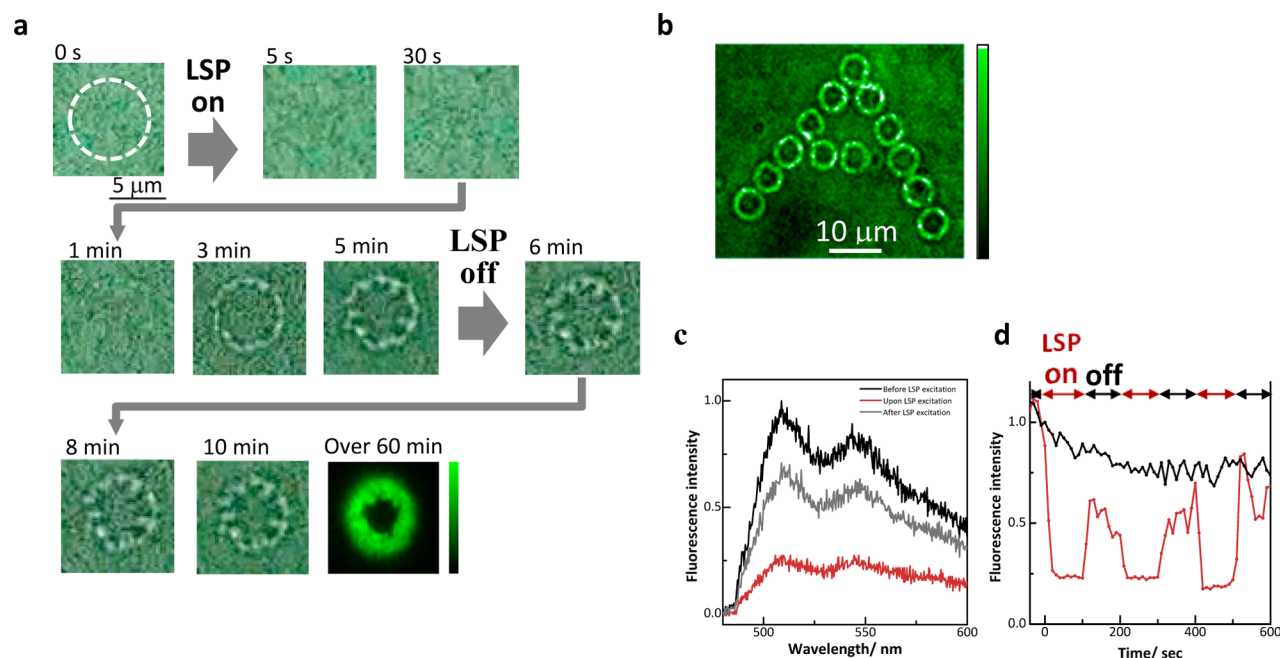 a
0 s
LSP
on
5 s
30 s
5 µm
1 min
3 min
5 min
LSP
off
6 min
8 min
10 min
Over 60 min
b
10 µm
c
Before LSP excitation
Upon LSP excitation
After LSP excitation
Fluorescence intensity
1.0
0.5
0.0
500
550
600
Wavelength/ nm
d
LSP
on
off
Fluorescence intensity
1.0
0.5
1.0
0
200
400
600
Time/ sec